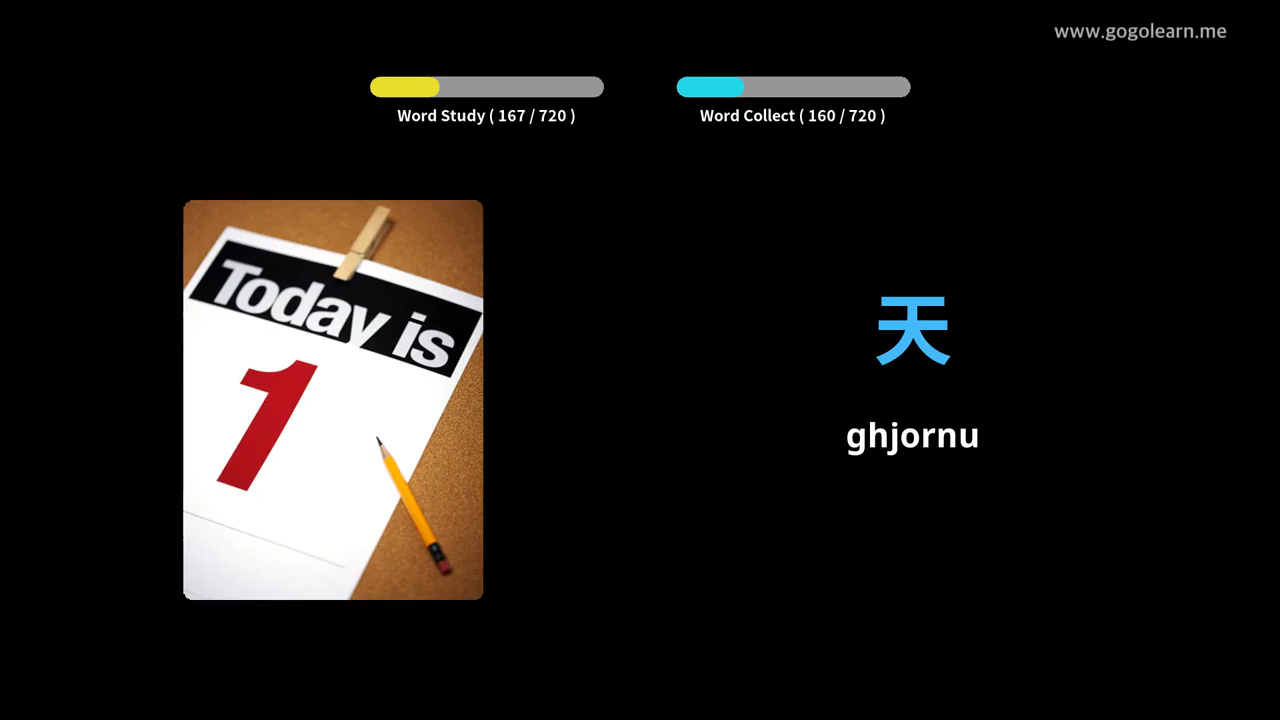 www.gogolearn.me
Word Study ( 167 / 720 )
Word Collect ( 160 / 720 )
Today is
1
天
ghjornu